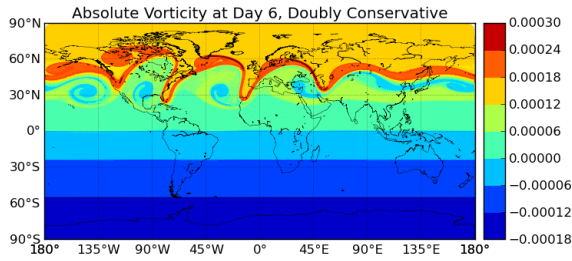 Absolute Vorticity at Day 6, Doubly Conservative
90°N
60°N
30°N
0°
30°S
60°S
90°S
180° 135°W 90°W 45°W 0° 45°E 90°E 135°E 180°
0.00030
0.00024
0.00018
0.00012
0.00006
0.00000
−0.00006
−0.00012
−0.00018